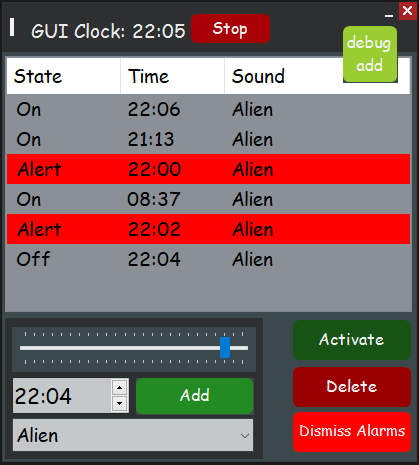 GUI Clock: 22:05 Stop
debug
add
State Time Sound
On 22:06 Alien
On 21:13 Alien
Alert 22:00 Alien
On 08:37 Alien
Alert 22:02 Alien
Off 22:04 Alien
Activate
22:04 Add
Delete
Alien
Dismiss Alarms